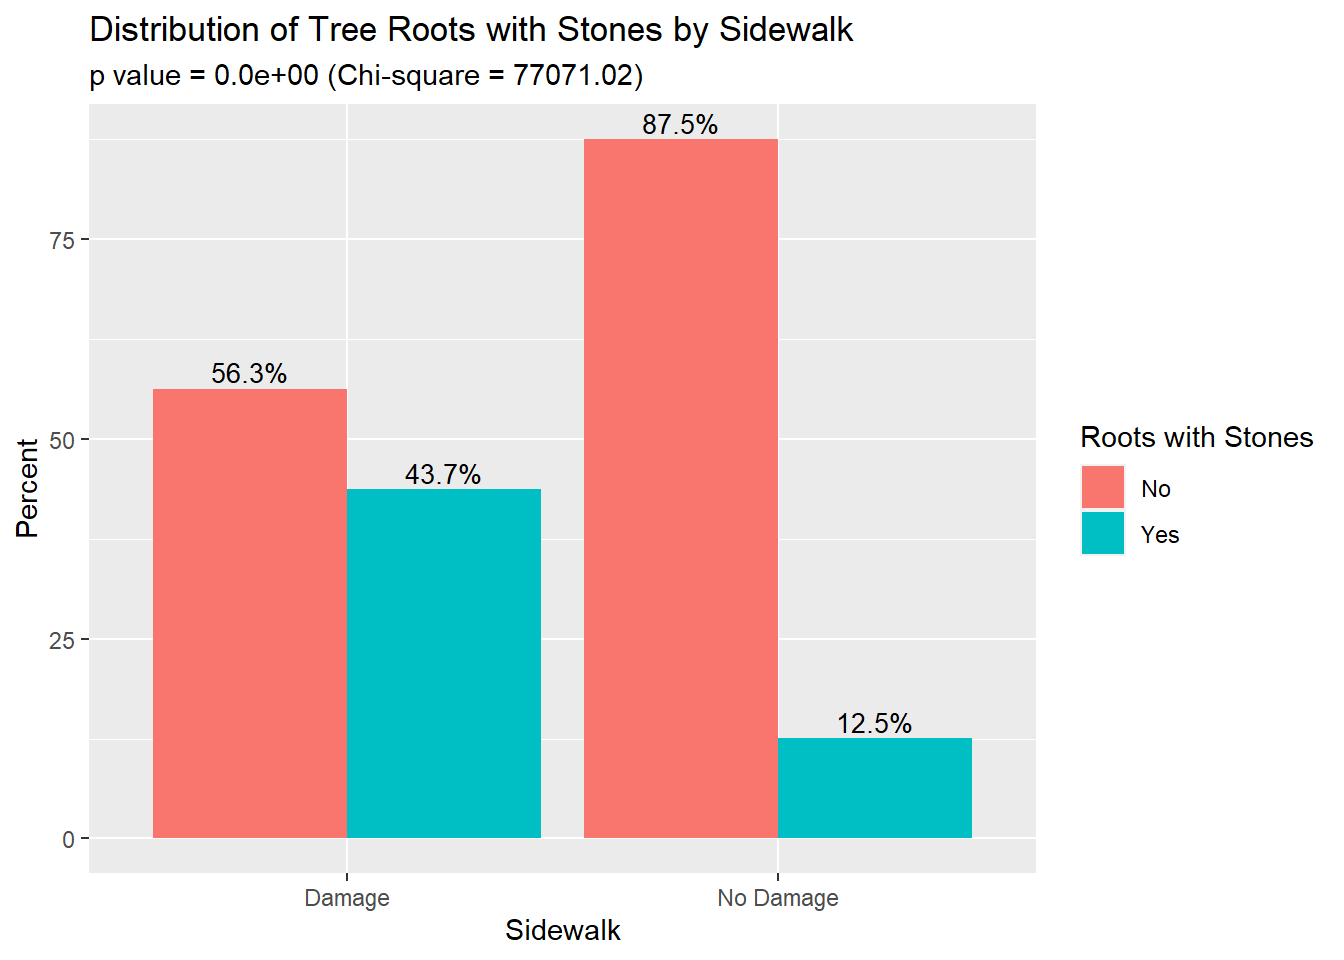 Distribution of Tree Roots with Stones by Sidewalk
p value = 0.0e+00 (Chi-square = 77071.02)
87.5%
75
56.3%
50
43.7%
Percent
Roots with Stones
No
Yes
25
12.5%
0
Damage
No Damage
Sidewalk